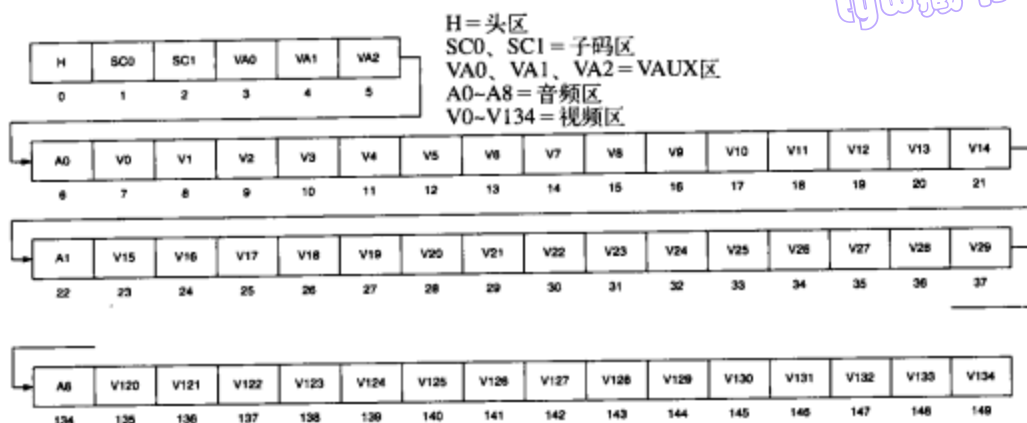 H=头区
SC0、SC1=子码区
VA0、VA1、VA2=VAUX区
A0~A8=音频区
V0~V134=视频区
H SC0 SC1 VA0 VA1 VA2
0 1 2 3 4 5
A0 V0 V1 V2 V3 V4 V5 V6 V7 V8 V9 V10 V11 V12 V13 V14
6 7 8 9 10 11 12 13 14 15 16 17 18 19 20 21
A1 V15 V16 V17 V18 V19 V20 V21 V22 V23 V24 V25 V26 V27 V28 V29
22 23 24 25 26 27 28 29 30 31 32 33 34 35 36 37
A8 V120 V121 V122 V123 V124 V125 V126 V127 V128 V129 V130 V131 V132 V133 V134
134 135 136 137 138 139 140 141 142 143 144 145 146 147 148 149